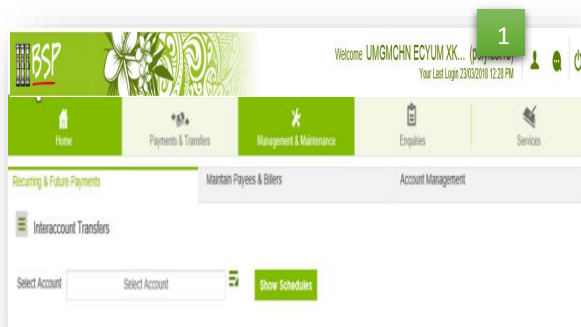 1
BSP
Welcome UMGMCHN ECYUM XK...
Your Last Login 23/03/2018 12.28 PM
Home Payments & Transfers Management & Maintenance Enquiries Services
Recurring & Future Payments Maintain Payees & Billers Account Management
Interaccount Transfers
Select Account Select Account Show Schedules